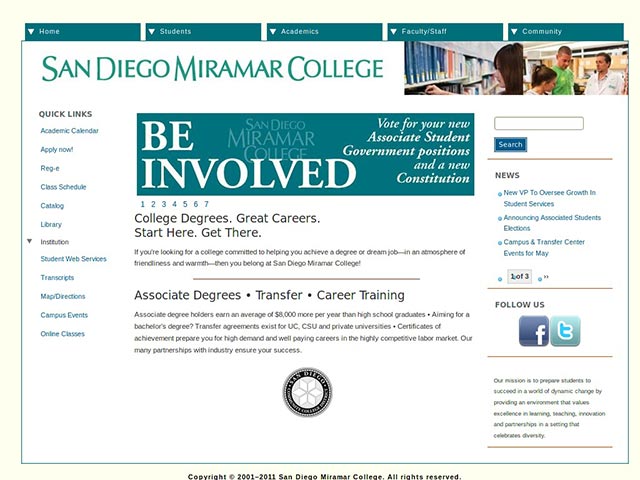 Home
Students
Academics
Faculty/Staff
Community
SAN DIEGO MIRAMAR COLLEGE
QUICK LINKS
Academic Calendar
Apply now!
Reg-e
Class Schedule
Catalog
Library
Institution
Student Web Services
Transcripts
Map/Directions
Campus Events
Online Classes
BE
INVOLVED
SAN DIEGO
MIRAMAR
COLLEGE
Vote for your new
Associate Student
Government positions
and a new
Constitution
1 2 3 4 5 6 7
College Degrees. Great Careers.
Start Here. Get There.
If you're looking for a college committed to helping you achieve a degree or dream job—in an atmosphere of
friendliness and warmth—then you belong at San Diego Miramar College!
Associate Degrees • Transfer • Career Training
Associate degree holders earn an average of $8,000 more per year than high school graduates • Aiming for a
bachelor's degree? Transfer agreements exist for UC, CSU and private universities • Certificates of
achievement prepare you for high demand and well paying careers in the highly competitive labor market. Our
many partnerships with industry ensure your success.
SAN DIEGO
COMMUNITY COLLEGE DISTRICT
Search
NEWS
New VP To Oversee Growth In
Student Services
Announcing Associated Students
Elections
Campus & Transfer Center
Events for May
1 of 3 ››
FOLLOW US
f
t
Our mission is to prepare students to
succeed in a world of dynamic change by
providing an environment that values
excellence in learning, teaching, innovation
and partnerships in a setting that
celebrates diversity.
Copyright © 2001–2011 San Diego Miramar College. All rights reserved.